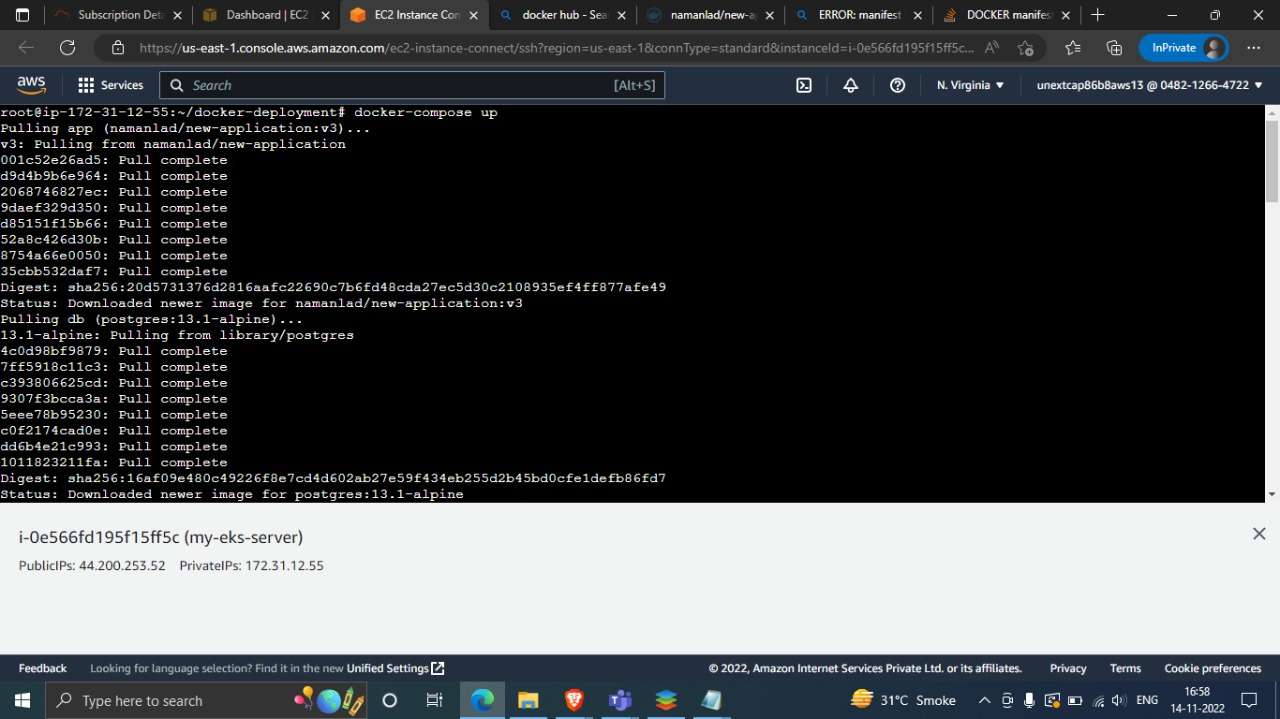 Subscription Deta
Dashboard | EC2
EC2 Instance Con
docker hub - Sea
namanlad/new-a
ERROR: manifest
DOCKER manifes
https://us-east-1.console.aws.amazon.com/ec2-instance-connect/ssh?region=us-east-1&connType=standard&instanceId=i-0e566fd195f15ff5c...
InPrivate
aws
Services
Search
[Alt+S]
N. Virginia
unextcap86b8aws13 @ 0482-1266-4722
root@ip-172-31-12-55:~/docker-deployment# docker-compose up
Pulling app (namanlad/new-application:v3)...
v3: Pulling from namanlad/new-application
001c52e26ad5: Pull complete
d9d4b9b6e964: Pull complete
2068746827ec: Pull complete
9daef329d350: Pull complete
d85151f15b66: Pull complete
52a8c426d30b: Pull complete
8754a66e0050: Pull complete
35cbb532daf7: Pull complete
Digest: sha256:20d5731376d2816aafc22690c7b6fd48cda27ec5d30c2108935ef4ff877afe49
Status: Downloaded newer image for namanlad/new-application:v3
Pulling db (postgres:13.1-alpine)...
13.1-alpine: Pulling from library/postgres
4c0d98bf9879: Pull complete
7ff5918c11c3: Pull complete
c393806625cd: Pull complete
9307f3bcca3a: Pull complete
5eee78b95230: Pull complete
c0f2174cad0e: Pull complete
dd6b4e21c993: Pull complete
1011823211fa: Pull complete
Digest: sha256:16af09e480c49226f8e7cd4d602ab27e59f434eb255d2b45bd0cfe1defb86fd7
Status: Downloaded newer image for postgres:13.1-alpine
i-0e566fd195f15ff5c (my-eks-server)
PublicIPs: 44.200.253.52 PrivateIPs: 172.31.12.55
Feedback
Looking for language selection? Find it in the new Unified Settings
© 2022, Amazon Internet Services Private Ltd. or its affiliates.
Privacy
Terms
Cookie preferences
Type here to search
31°C Smoke
ENG
16:58
14-11-2022